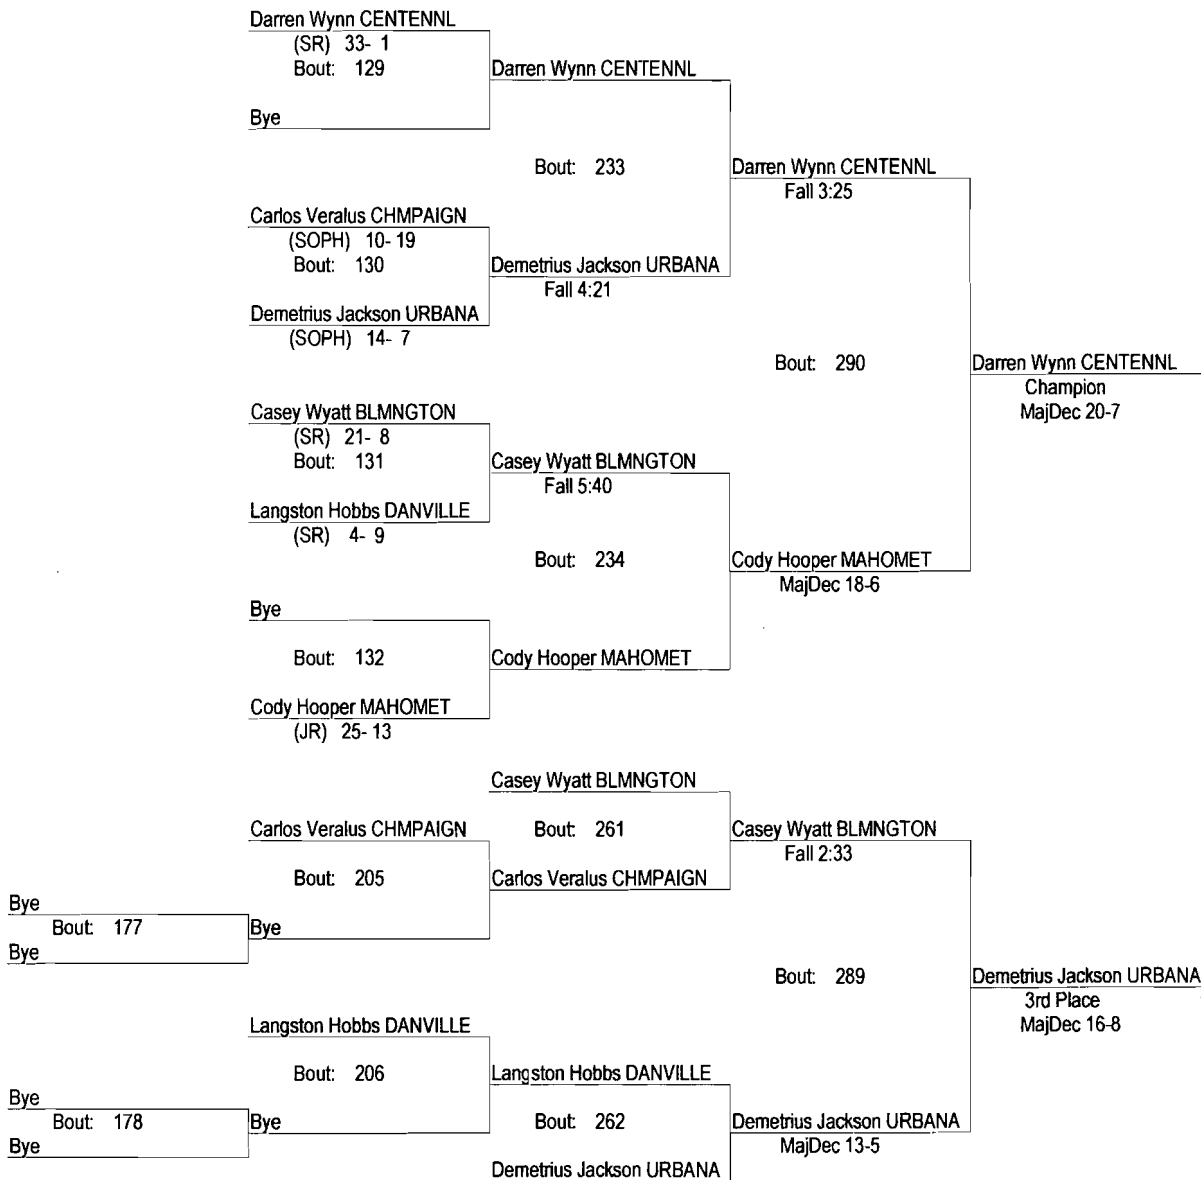 Darren Wynn CENTENNL
(SR) 33- 1
Bout: 129
Darren Wynn CENTENNL
Bye
Bout: 233
Darren Wynn CENTENNL
Fall 3:25
Carlos Veralus CHMPAIGN
(SOPH) 10- 19
Bout: 130
Demetrius Jackson URBANA
Fall 4:21
Demetrius Jackson URBANA
(SOPH) 14- 7
Bout: 290
Darren Wynn CENTENNL
Champion
MajDec 20-7
Casey Wyatt BLMNGTON
(SR) 21- 8
Bout: 131
Casey Wyatt BLMNGTON
Fall 5:40
Langston Hobbs DANVILLE
(SR) 4- 9
Bout: 234
Cody Hooper MAHOMET
MajDec 18-6
Bye
Bout: 132
Cody Hooper MAHOMET
Cody Hooper MAHOMET
(JR) 25- 13
Casey Wyatt BLMNGTON
Carlos Veralus CHMPAIGN
Bout: 261
Casey Wyatt BLMNGTON
Fall 2:33
Bout: 205
Carlos Veralus CHMPAIGN
Bye
Bout: 177
Bye
Bye
Bout: 289
Demetrius Jackson URBANA
3rd Place
MajDec 16-8
Langston Hobbs DANVILLE
Bout: 206
Langston Hobbs DANVILLE
Bye
Bout: 178
Bye
Bye
Bout: 262
Demetrius Jackson URBANA
MajDec 13-5
Demetrius Jackson URBANA